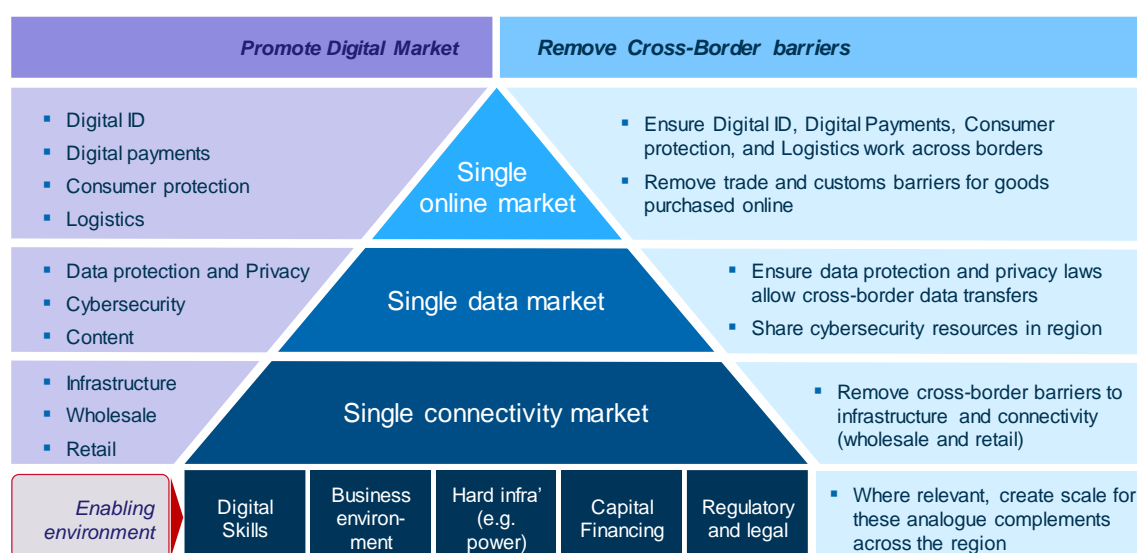 Promote Digital Market
Remove Cross-Border barriers
Digital ID
Digital payments
Consumer protection
Logistics
Single
online market
Ensure Digital ID, Digital Payments, Consumer
protection, and Logistics work across borders
Remove trade and customs barriers for goods
purchased online
Data protection and Privacy
Cybersecurity
Content
Single data market
Ensure data protection and privacy laws
allow cross-border data transfers
Share cybersecurity resources in region
Infrastructure
Wholesale
Retail
Single connectivity market
Remove cross-border barriers to
infrastructure and connectivity
(wholesale and retail)
Enabling
environment
Digital
Skills
Business
environ-
ment
Hard infra'
(e.g.
power)
Capital
Financing
Regulatory
and legal
Where relevant, create scale for
these analogue complements
across the region